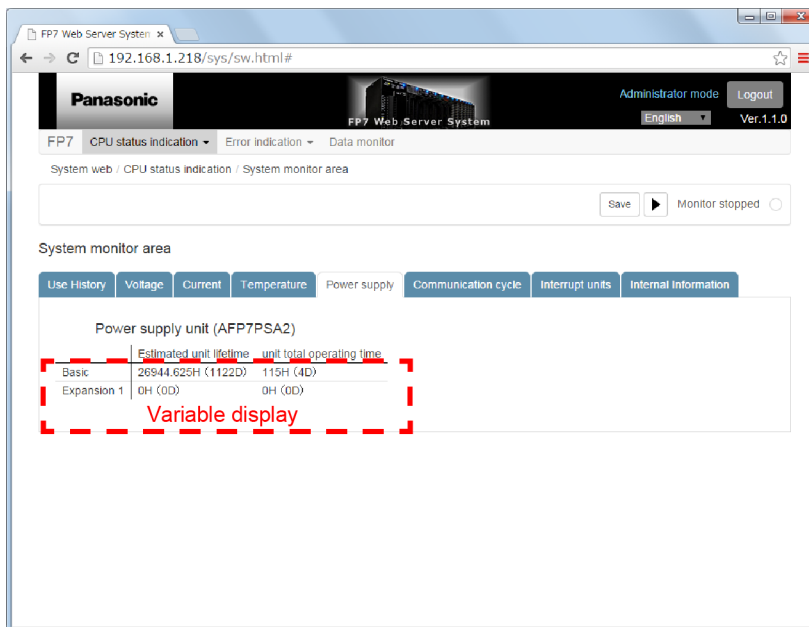 FP7 Web Server System
192.168.1.218/sys/sw.html#
Panasonic
FP7 Web Server System
Administrator mode
Logout
English
Ver.1.1.0
FP7 CPU status indication Error indication Data monitor
System web / CPU status indication / System monitor area
Save Monitor stopped
System monitor area
Use History Voltage Current Temperature Power supply Communication cycle Interrupt units Internal Information
Power supply unit (AFP7PSA2)
Estimated unit lifetime unit total operating time
Basic 26944.625H (1122D) 115H (4D)
Expansion 1 0H (0D) 0H (0D)
Variable display